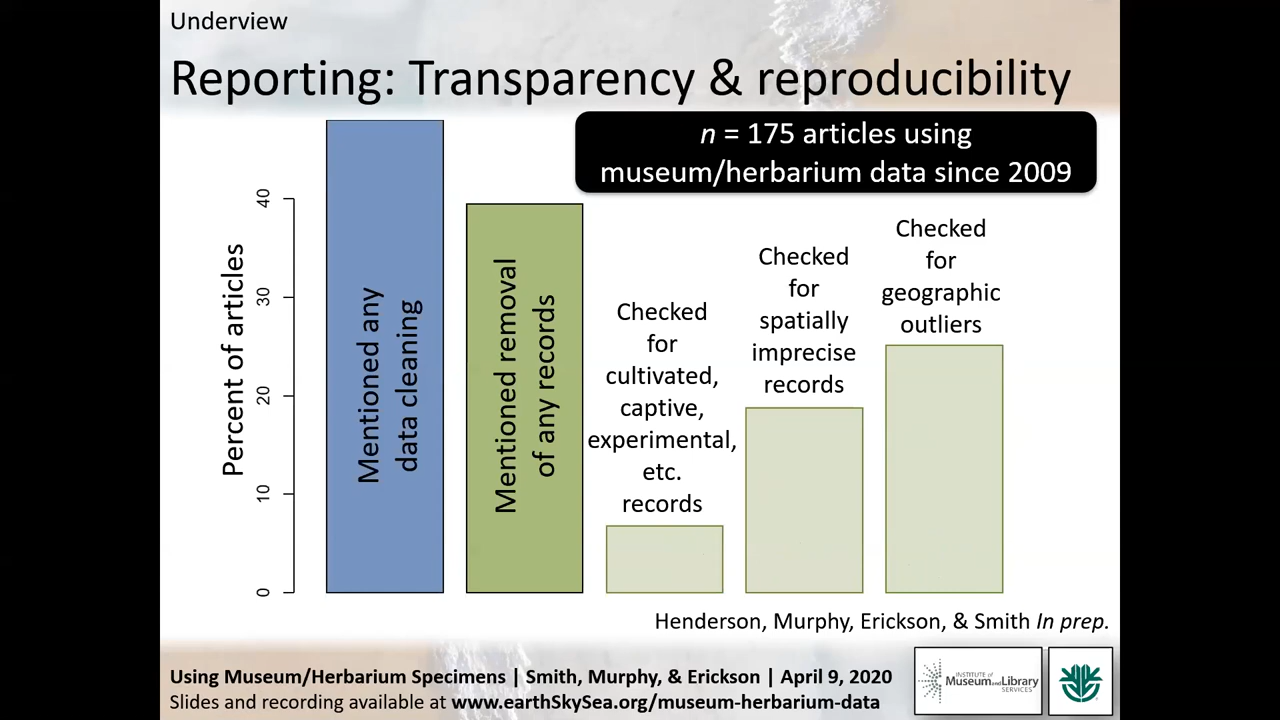 Underview
Reporting: Transparency & reproducibility
n = 175 articles using
museum/herbarium data since 2009
Percent of articles
40
30
20
10
0
Mentioned any
data cleaning
Mentioned removal
of any records
Checked
for
cultivated,
captive,
experimental,
etc.
records
Checked
for
spatially
imprecise
records
Checked
for
geographic
outliers
Henderson, Murphy, Erickson, & Smith In prep.
Using Museum/Herbarium Specimens | Smith, Murphy, & Erickson | April 9, 2020
Slides and recording available at www.earthSkySea.org/museum-herbarium-data
INSTITUTE of
Museum and Library
SERVICES